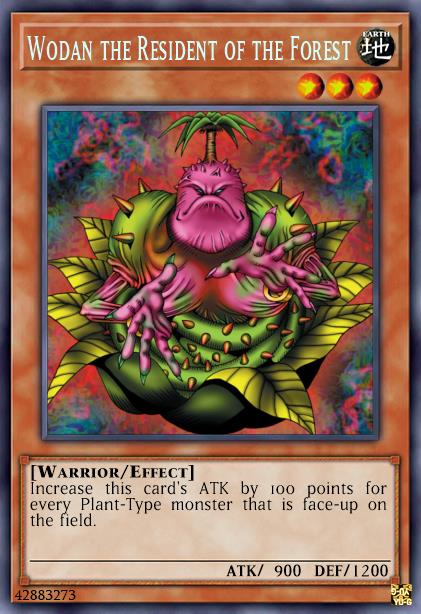 WODAN THE RESIDENT OF THE FOREST
EARTH
地
[WARRIOR/EFFECT]
Increase this card's ATK by 100 points for
every Plant-Type monster that is face-up on
the field.
ATK/ 900 DEF/1200
42883273